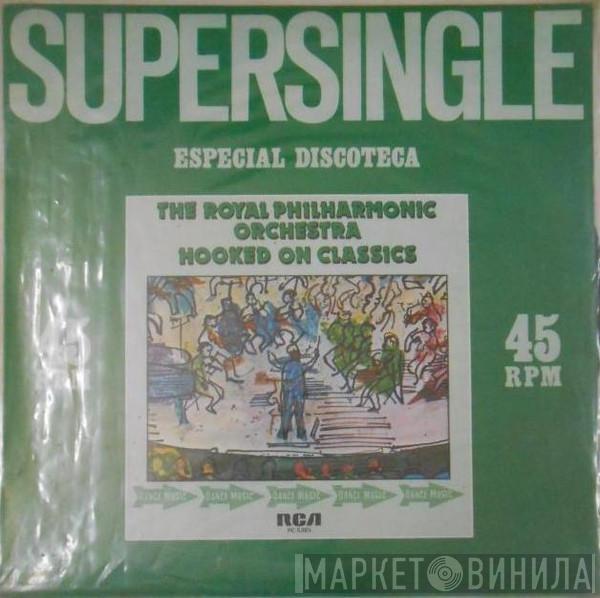 SUPERSINGLE
ESPECIAL DISCOTECA
THE ROYAL PHILHARMONIC
ORCHESTRA
HOOKED ON CLASSICS
45
RPM
DANCE MUSIC DANCE MUSIC DANCE MUSIC DANCE MUSIC DANCE MUSIC
RCA
МАРКЕТ ВИНИЛА